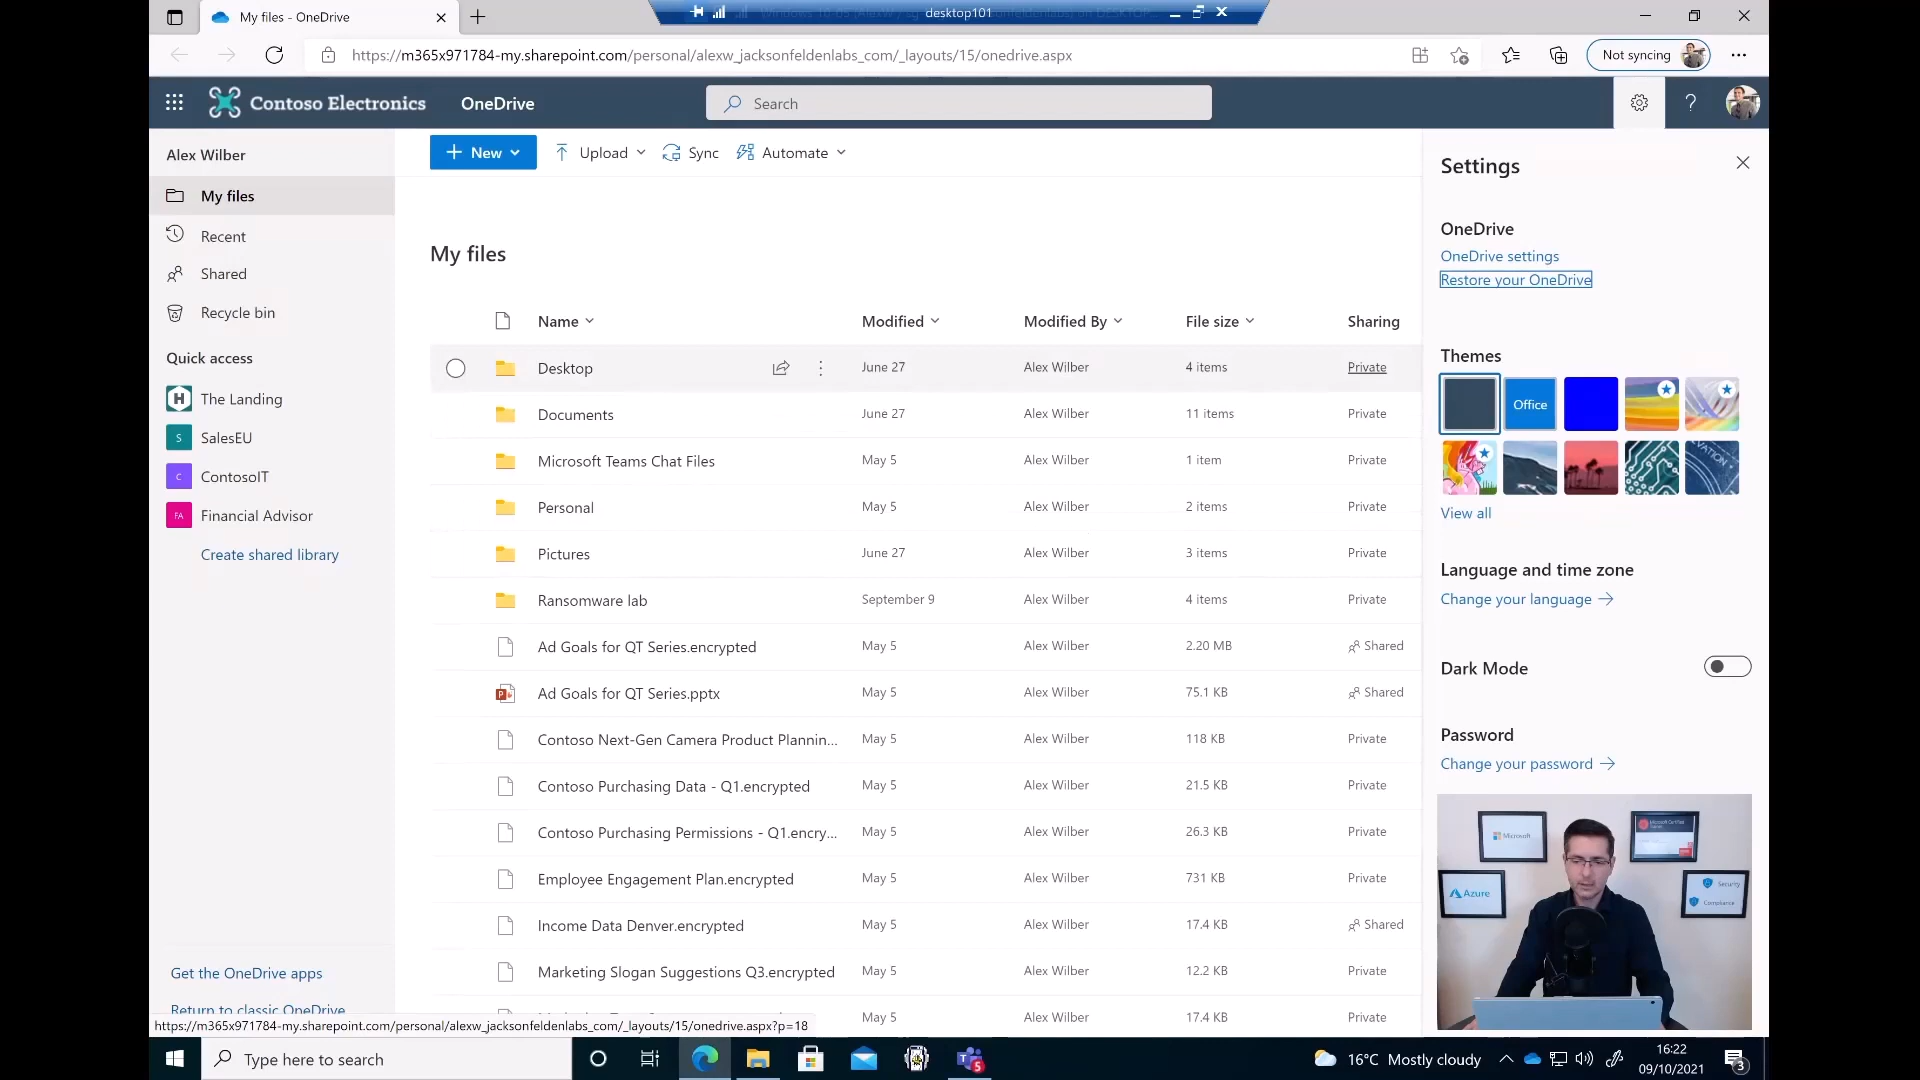 My files - OneDrive
desktop101
https://m365x971784-my.sharepoint.com/personal/alexw_jacksonfeldenlabs_com/_layouts/15/onedrive.aspx
Not syncing
Contoso Electronics
OneDrive
Search
?
Alex Wilber
My files
Recent
Shared
Recycle bin
Quick access
H The Landing
S SalesEU
C ContosoIT
FA Financial Advisor
Create shared library
Get the OneDrive apps
Return to classic OneDrive
https://m365x971784-my.sharepoint.com/personal/alexw_jacksonfeldenlabs_com/_layouts/15/onedrive.aspx?p=18
New
Upload
Sync
Automate
My files
Name Modified Modified By File size Sharing
Desktop June 27 Alex Wilber 4 items Private
Documents June 27 Alex Wilber 11 items Private
Microsoft Teams Chat Files May 5 Alex Wilber 1 item Private
Personal May 5 Alex Wilber 2 items Private
Pictures June 27 Alex Wilber 3 items Private
Ransomware lab September 9 Alex Wilber 4 items Private
Ad Goals for QT Series.encrypted May 5 Alex Wilber 2.20 MB Shared
Ad Goals for QT Series.pptx May 5 Alex Wilber 75.1 KB Shared
Contoso Next-Gen Camera Product Plannin... May 5 Alex Wilber 118 KB Private
Contoso Purchasing Data - Q1.encrypted May 5 Alex Wilber 21.5 KB Private
Contoso Purchasing Permissions - Q1.encry... May 5 Alex Wilber 26.3 KB Private
Employee Engagement Plan.encrypted May 5 Alex Wilber 731 KB Private
Income Data Denver.encrypted May 5 Alex Wilber 17.4 KB Shared
Marketing Slogan Suggestions Q3.encrypted May 5 Alex Wilber 12.2 KB Private
May 5 Alex Wilber 17.4 KB Private
Settings
OneDrive
OneDrive settings
Restore your OneDrive
Themes
Office
View all
Language and time zone
Change your language
Dark Mode
Password
Change your password
Microsoft
Azure
Security
Compliance
Type here to search
5
16°C Mostly cloudy
16:22
09/10/2021
3